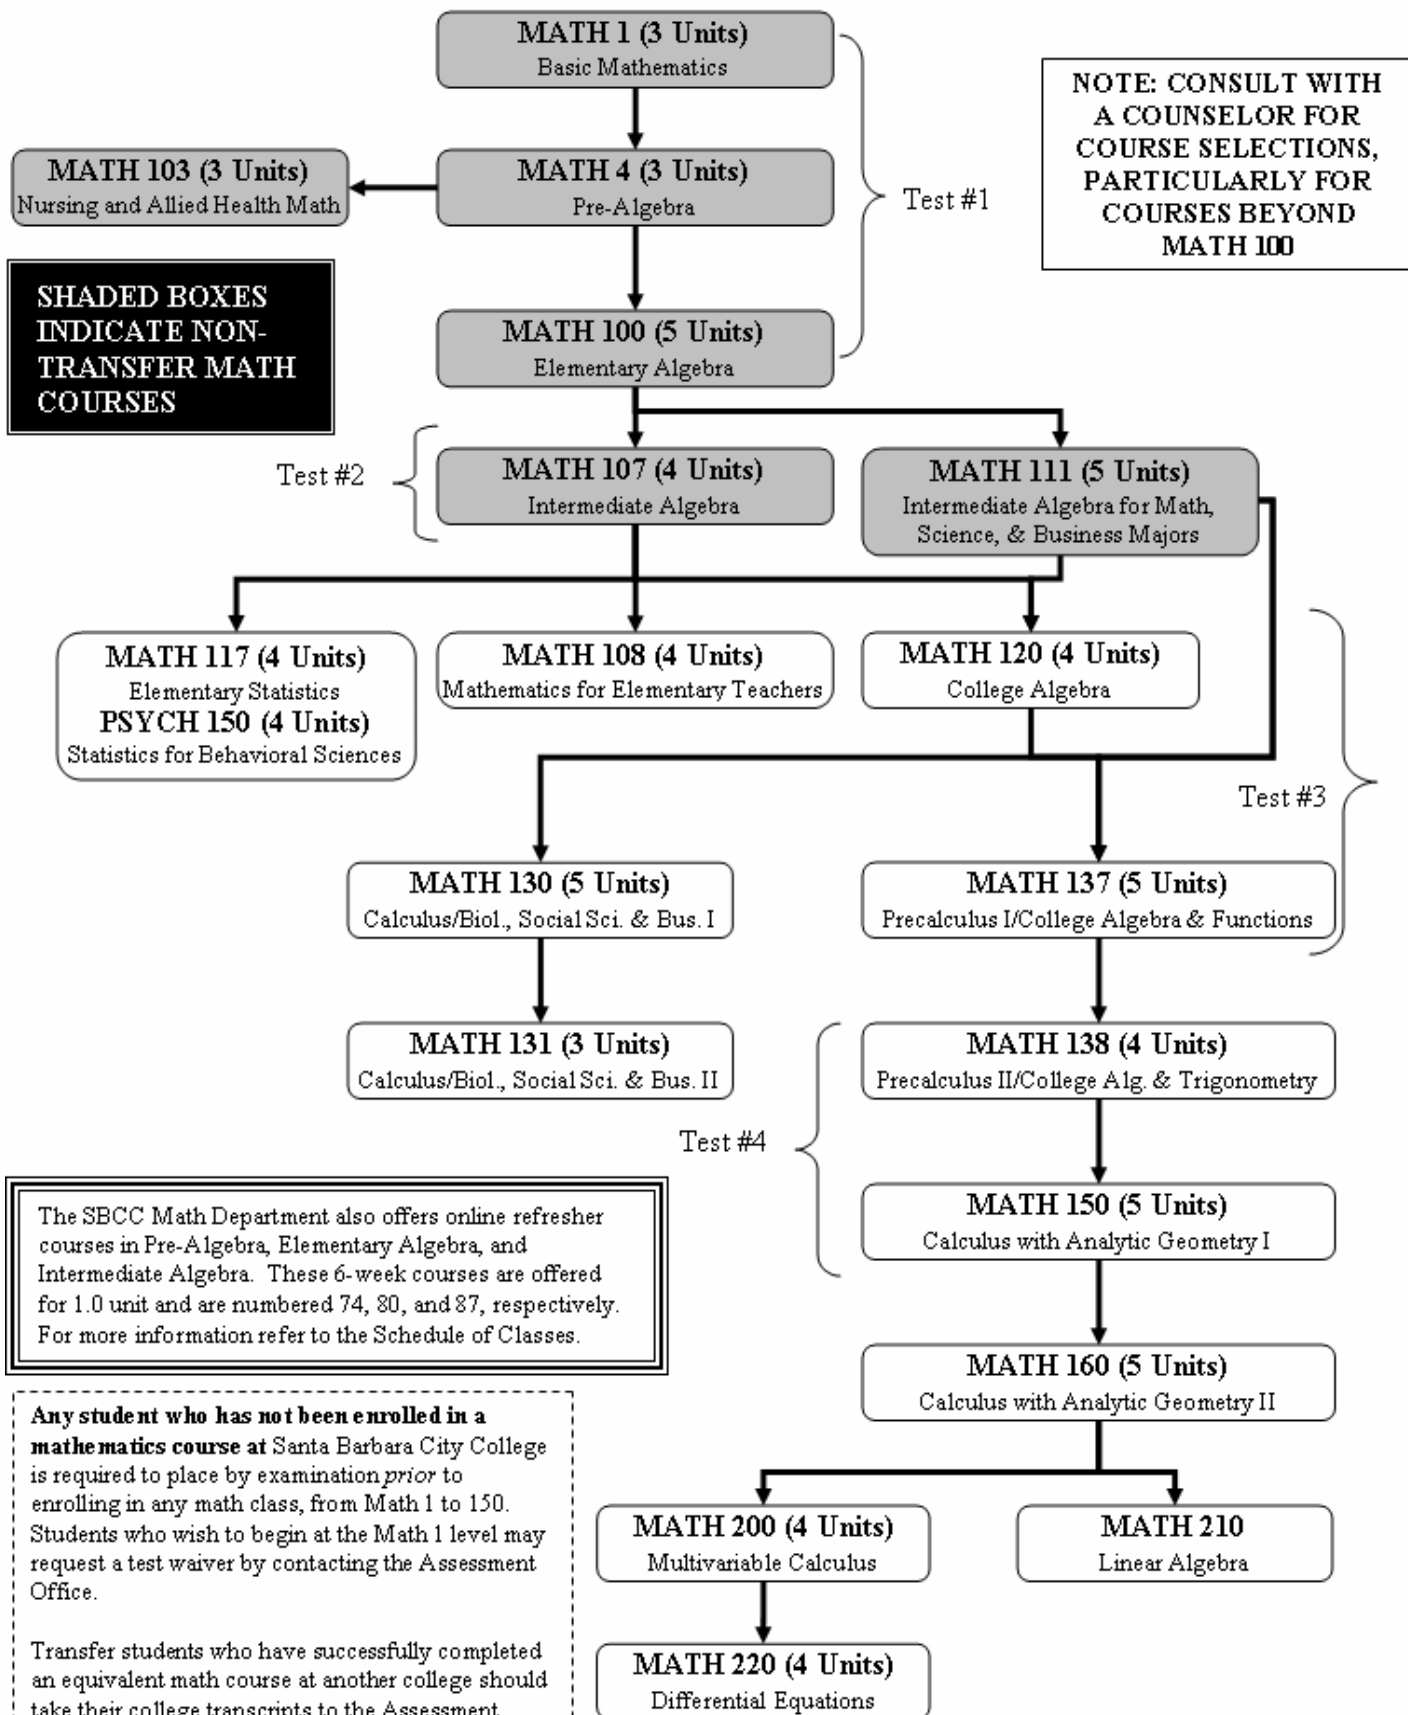 MATH 1 (3 Units)
Basic Mathematics
NOTE: CONSULT WITH
A COUNSELOR FOR
COURSE SELECTIONS,
PARTICULARLY FOR
COURSES BEYOND
MATH 100
MATH 103 (3 Units)
Nursing and Allied Health Math
MATH 4 (3 Units)
Pre-Algebra
Test #1
SHADED BOXES
INDICATE NON-
TRANSFER MATH
COURSES
MATH 100 (5 Units)
Elementary Algebra
Test #2
MATH 107 (4 Units)
Intermediate Algebra
MATH 111 (5 Units)
Intermediate Algebra for Math,
Science, & Business Majors
MATH 117 (4 Units)
Elementary Statistics
PSYCH 150 (4 Units)
Statistics for Behavioral Sciences
MATH 108 (4 Units)
Mathematics for Elementary Teachers
MATH 120 (4 Units)
College Algebra
Test #3
MATH 130 (5 Units)
Calculus/Biol., Social Sci. & Bus. I
MATH 137 (5 Units)
Precalculus I/College Algebra & Functions
MATH 131 (3 Units)
Calculus/Biol., Social Sci. & Bus. II
MATH 138 (4 Units)
Precalculus II/College Alg. & Trigonometry
Test #4
MATH 150 (5 Units)
Calculus with Analytic Geometry I
The SBCC Math Department also offers online refresher
courses in Pre-Algebra, Elementary Algebra, and
Intermediate Algebra. These 6-week courses are offered
for 1.0 unit and are numbered 74, 80, and 87, respectively.
For more information refer to the Schedule of Classes.
MATH 160 (5 Units)
Calculus with Analytic Geometry II
Any student who has not been enrolled in a
mathematics course at Santa Barbara City College
is required to place by examination prior to
enrolling in any math class, from Math 1 to 150.
Students who wish to begin at the Math 1 level may
request a test waiver by contacting the Assessment
Office.
Transfer students who have successfully completed
an equivalent math course at another college should
take their college transcripts to the Assessment
MATH 200 (4 Units)
Multivariable Calculus
MATH 210
Linear Algebra
MATH 220 (4 Units)
Differential Equations